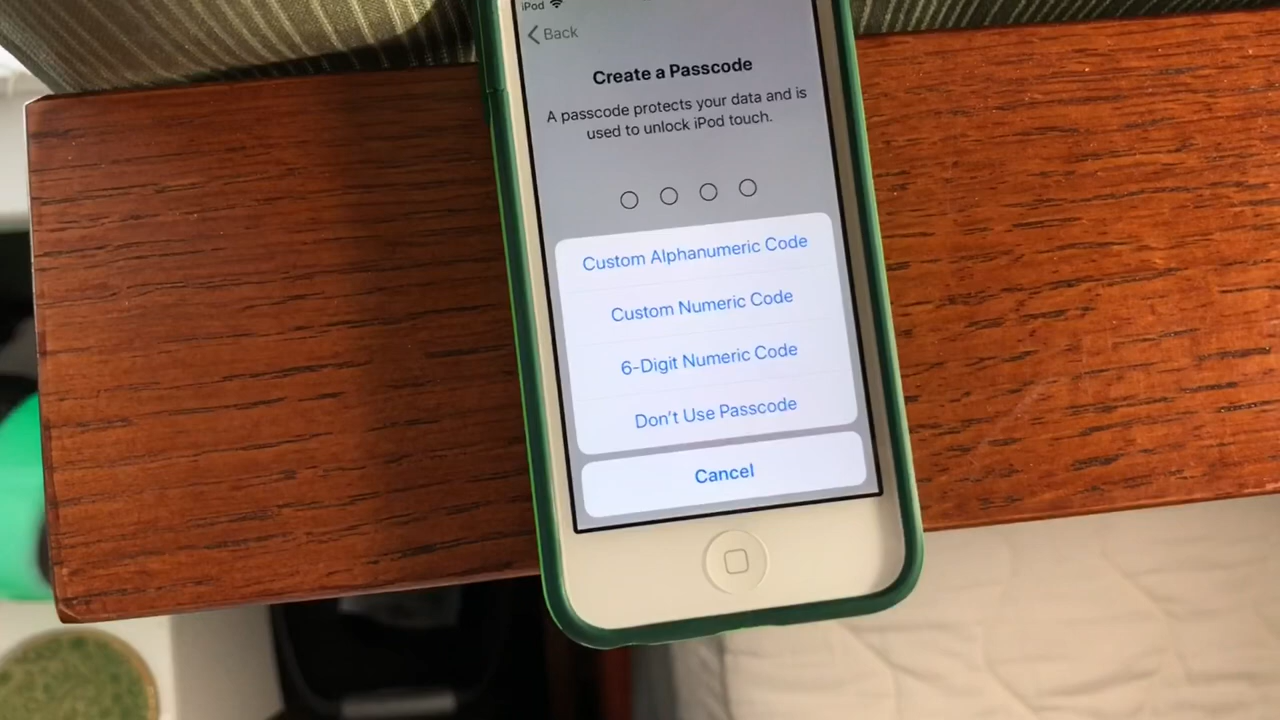 iPod
Back
Create a Passcode
A passcode protects your data and is
used to unlock iPod touch.
Custom Alphanumeric Code
Custom Numeric Code
6-Digit Numeric Code
Don't Use Passcode
Cancel